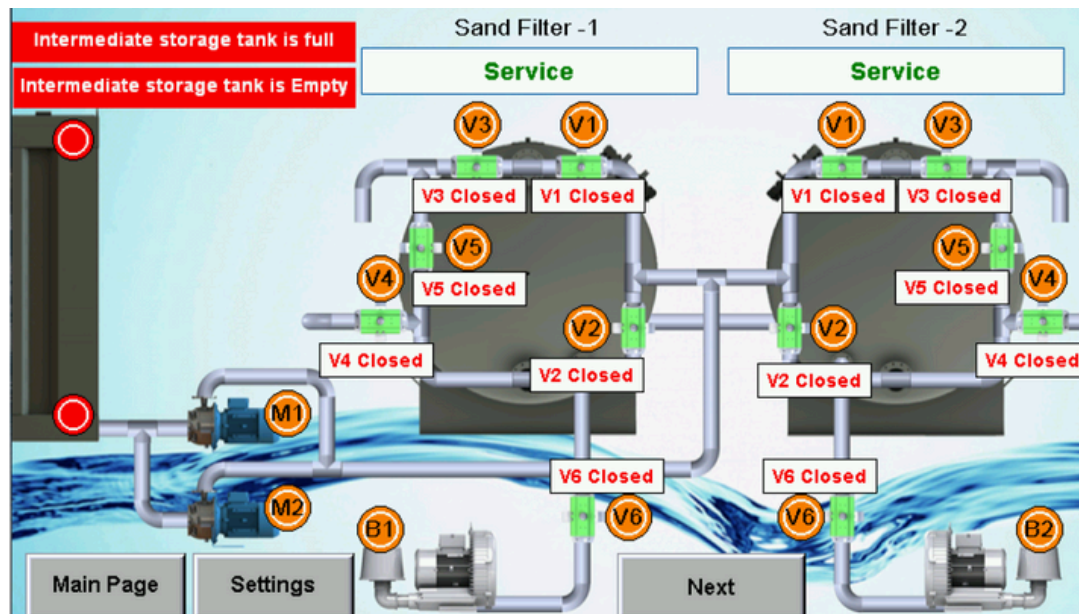 Intermediate storage tank is full
Sand Filter -1
Sand Filter -2
Intermediate storage tank is Empty
Service
Service
V3
V1
V1
V3
V3 Closed
V1 Closed
V1 Closed
V3 Closed
V5
V5
V4
V4
V5 Closed
V5 Closed
V2
V2
V4 Closed
V2 Closed
V2 Closed
V4 Closed
M1
V6 Closed
V6 Closed
M2
B1
V6
V6
B2
Main Page
Settings
Next